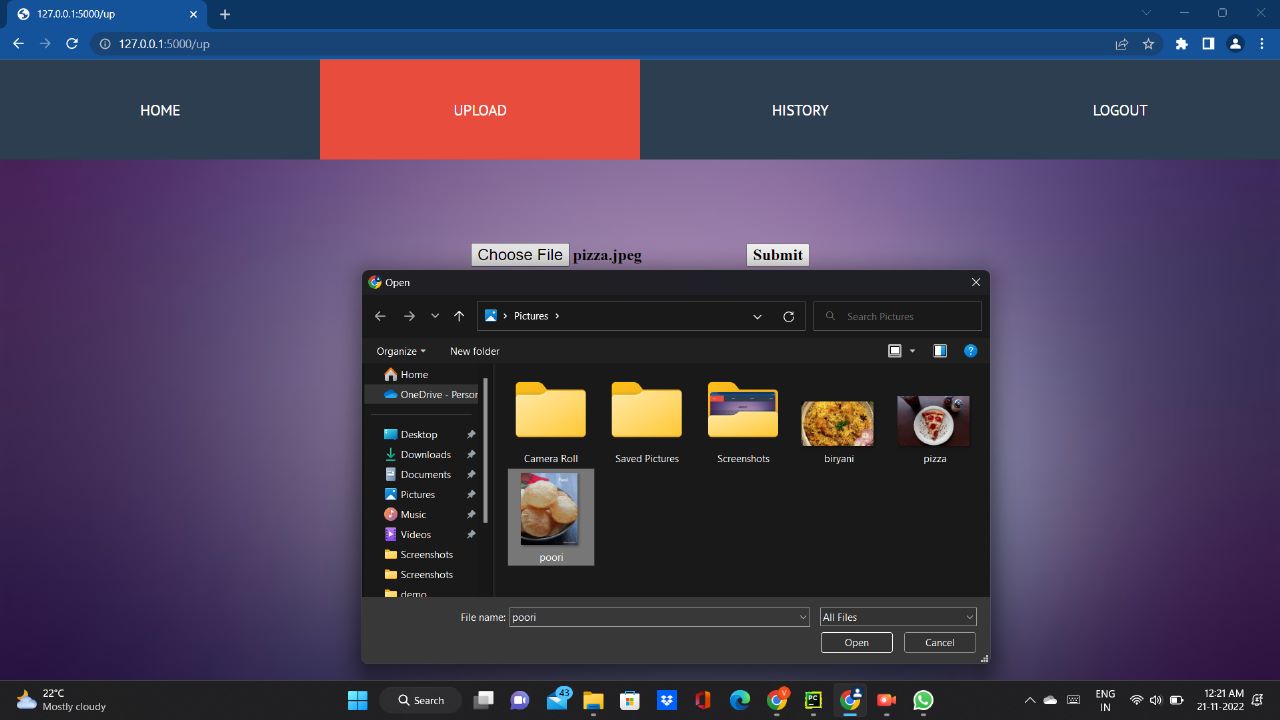 127.0.0.1:5000/up
127.0.0.1:5000/up
HOME UPLOAD HISTORY LOGOUT
Choose File pizza.jpeg Submit
Open
Pictures
Search Pictures
Organize New folder
Home
OneDrive - Person
Desktop
Downloads
Documents
Pictures
Music
Videos
Screenshots
Screenshots
demo
Camera Roll Saved Pictures Screenshots biryani pizza
poori
File name: poori All Files
Open Cancel
22°C
Mostly cloudy
Search
43
V
PC
ENG
IN
12:21 AM
21-11-2022